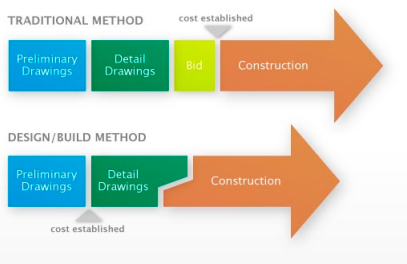 TRADITIONAL METHOD
cost established
Preliminary
Drawings
Detail
Drawings
Bid
Construction
DESIGN/BUILD METHOD
Preliminary
Drawings
Detail
Drawings
Construction
cost established